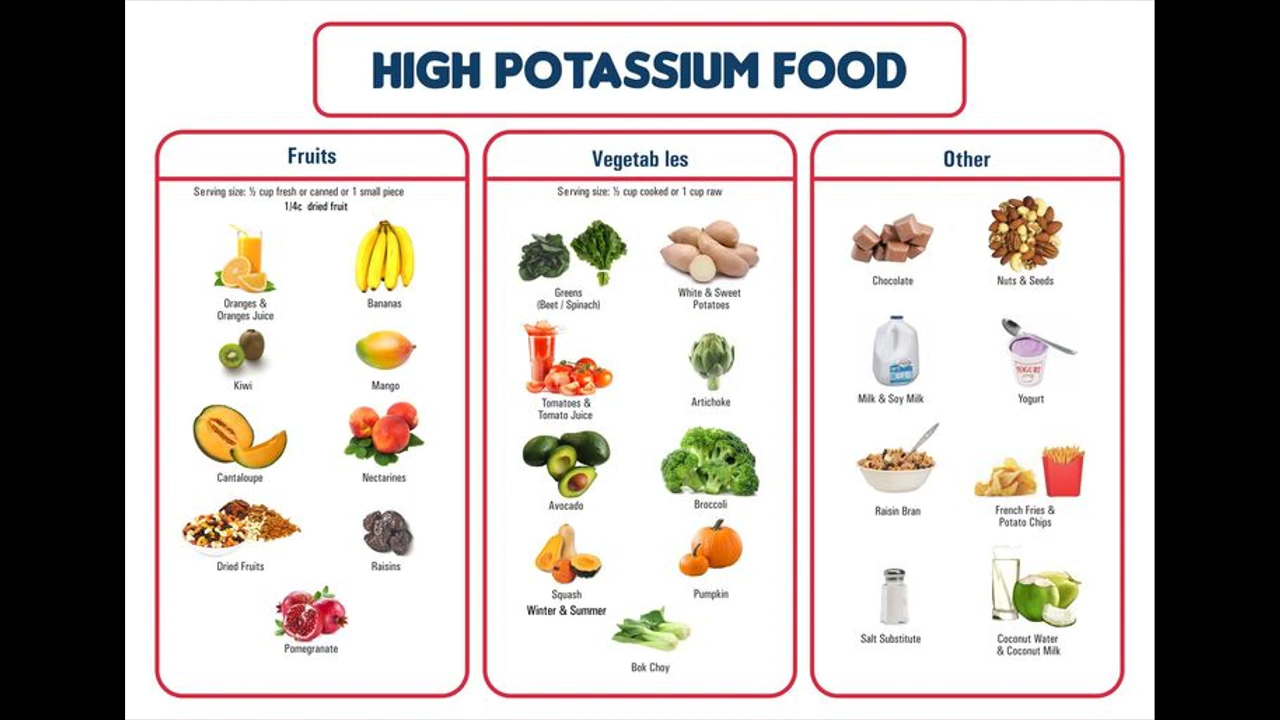 HIGH POTASSIUM FOOD
Fruits
Serving size: ½ cup fresh or canned or 1 small piece
1/4c dried fruit
Oranges &
Oranges Juice
Bananas
Kiwi
Mango
Cantaloupe
Nectarines
Dried Fruits
Raisins
Pomegranate
Vegetab les
Serving size: ½ cup cooked or 1 cup raw
Greens
(Beet / Spinach)
White & Sweet
Potatoes
Tomatoes &
Tomato Juice
Artichoke
Avocado
Broccoli
Squash
Winter & Summer
Pumpkin
Bok Choy
Other
Chocolate
Nuts & Seeds
Milk & Soy Milk
YOGURT
Yogurt
Raisin Bran
French Fries &
Potato Chips
Salt Substitute
Coconut Water
& Coconut Milk